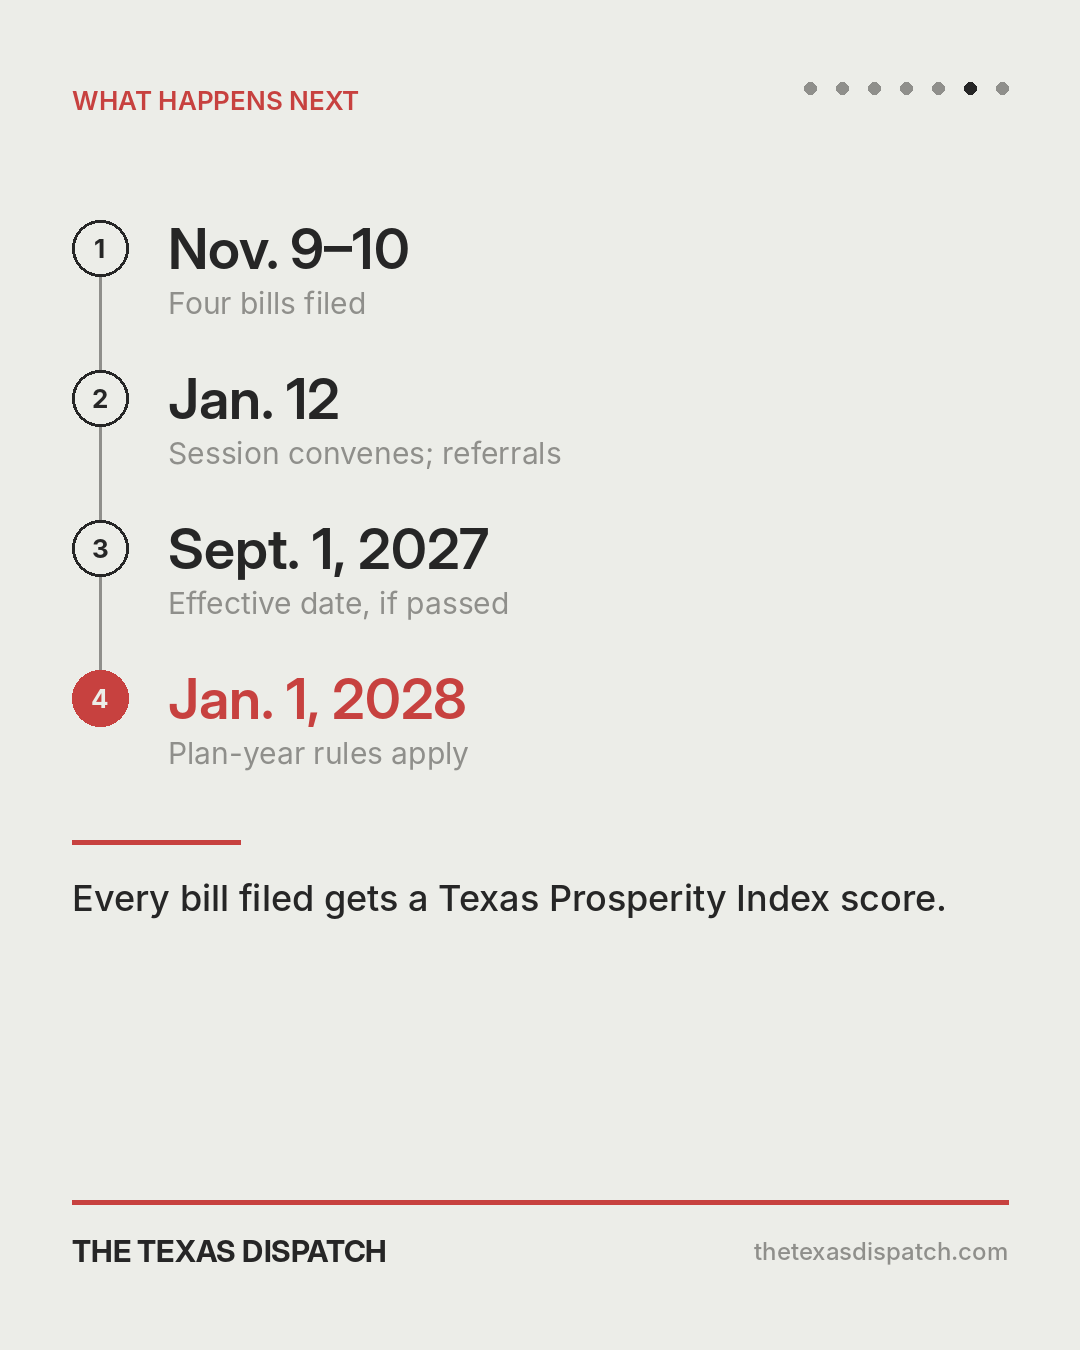 WHAT HAPPENS NEXT
1
Nov. 9–10
Four bills filed
2
Jan. 12
Session convenes; referrals
3
Sept. 1, 2027
Effective date, if passed
4
Jan. 1, 2028
Plan-year rules apply
Every bill filed gets a Texas Prosperity Index score.
THE TEXAS DISPATCH
thetexasdispatch.com